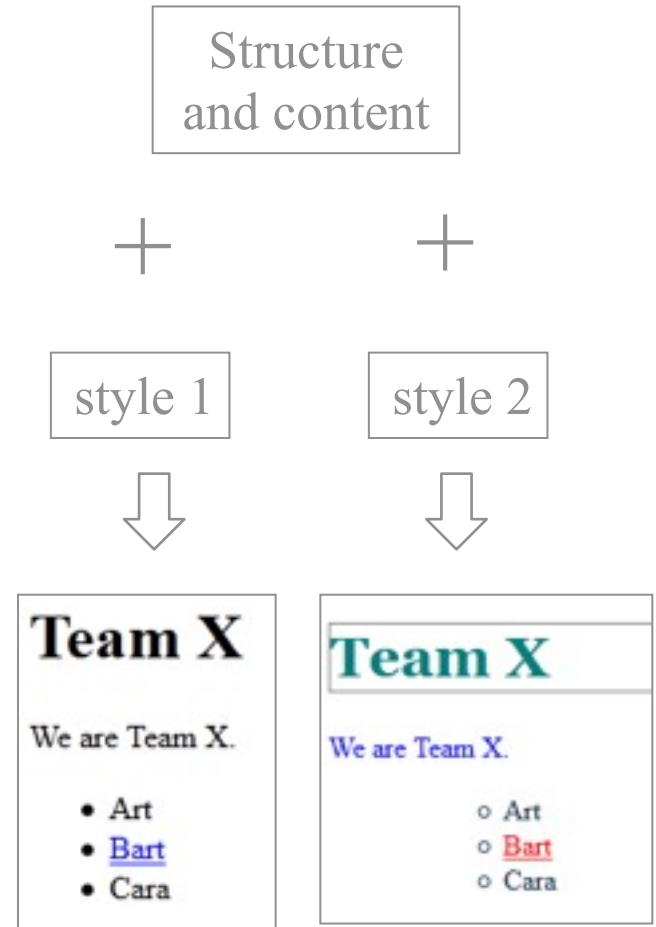 Structure
and content
+ +
style 1 style 2
Team X
We are Team X.
• Art
• Bart
• Cara
Team X
We are Team X.
○ Art
○ Bart
○ Cara